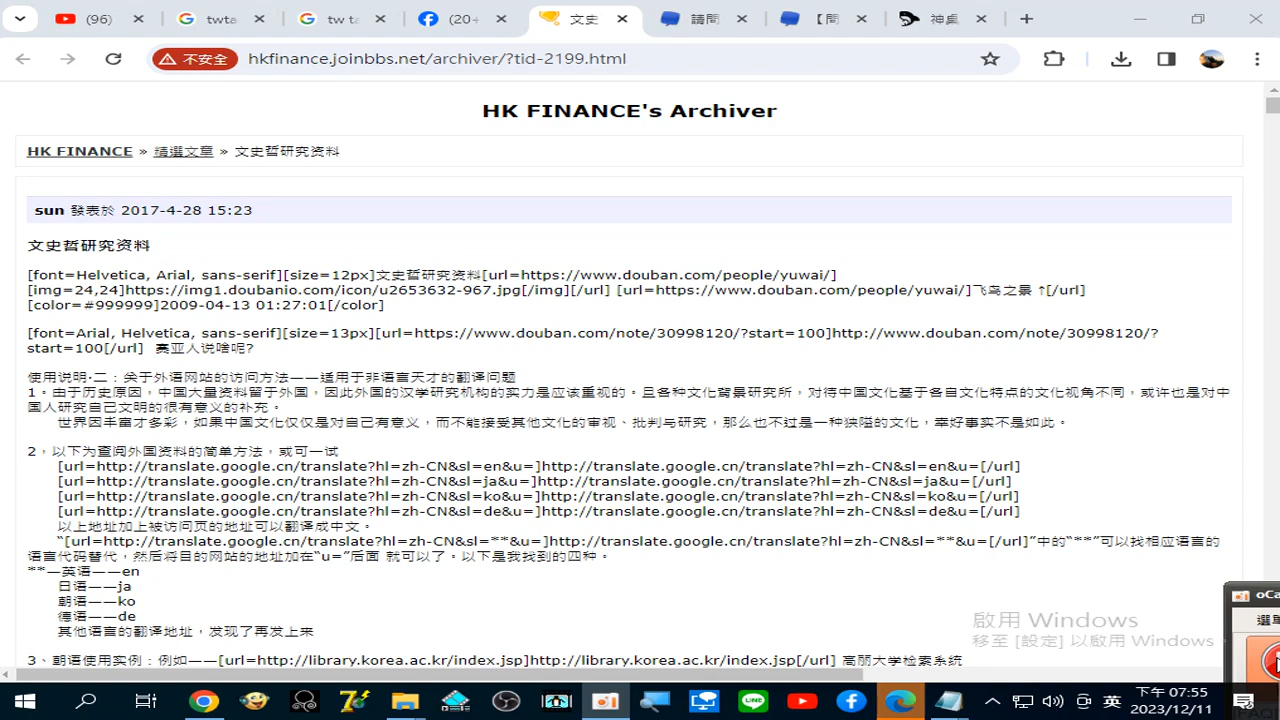 (96)
twta
tw ta
(20+
文史
請問
【問
神桌
不安全
hkfinance.joinbbs.net/archiver/?tid-2199.html
HK FINANCE's Archiver
HK FINANCE » 精選文章 » 文史哲研究资料
sun 發表於 2017-4-28 15:23
文史哲研究资料
[font=Helvetica, Arial, sans-serif][size=12px]文史哲研究资料[url=https://www.douban.com/people/yuwai/]
[img=24,24]https://img1.doubanio.com/icon/u2653632-967.jpg[/img][/url] [url=https://www.douban.com/people/yuwai/]飞鸟之景 ↑[/url]
[color=#999999]2009-04-13 01:27:01[/color]
[font=Arial, Helvetica, sans-serif][size=13px][url=https://www.douban.com/note/30998120/?start=100]http://www.douban.com/note/30998120/?
start=100[/url] 赛亚人说啥呢?
使用说明·二：关于外语网站的访问方法——适用于非语言天才的翻译问题
1。由于历史原因，中国大量资料留于外国，因此外国的汉学研究机构的实力是应该重视的。且各种文化背景研究所，对待中国文化基于各自文化特点的文化视角不同，或许也是对中
国人研究自己文明的很有意义的补充。
世界因丰富才多彩，如果中国文化仅仅是对自己有意义，而不能接受其他文化的审视、批判与研究，那么也不过是一种狭隘的文化，幸好事实不是如此。
2，以下为查阅外国资料的简单方法，或可一试
[url=http://translate.google.cn/translate?hl=zh-CN&sl=en&u=]http://translate.google.cn/translate?hl=zh-CN&sl=en&u=[/url]
[url=http://translate.google.cn/translate?hl=zh-CN&sl=ja&u=]http://translate.google.cn/translate?hl=zh-CN&sl=ja&u=[/url]
[url=http://translate.google.cn/translate?hl=zh-CN&sl=ko&u=]http://translate.google.cn/translate?hl=zh-CN&sl=ko&u=[/url]
[url=http://translate.google.cn/translate?hl=zh-CN&sl=de&u=]http://translate.google.cn/translate?hl=zh-CN&sl=de&u=[/url]
以上地址加上被访问页的地址可以翻译成中文。
“[url=http://translate.google.cn/translate?hl=zh-CN&sl=**&u=]http://translate.google.cn/translate?hl=zh-CN&sl=**&u=[/url]”中的“**”可以找相应语言的
语言代码替代，然后将目的网站的地址加在“u=”后面 就可以了。以下是我找到的四种。
**—英语——en
日语——ja
朝语——ko
德语——de
其他语言的翻译地址，发现了再发上来
3、朝语使用实例：例如——[url=http://library.korea.ac.kr/index.jsp]http://library.korea.ac.kr/index.jsp[/url] 高丽大学检索系统
啟用 Windows
移至 [設定] 以啟用 Windows
oCa
選單
英
下午 07:55
2023/12/11